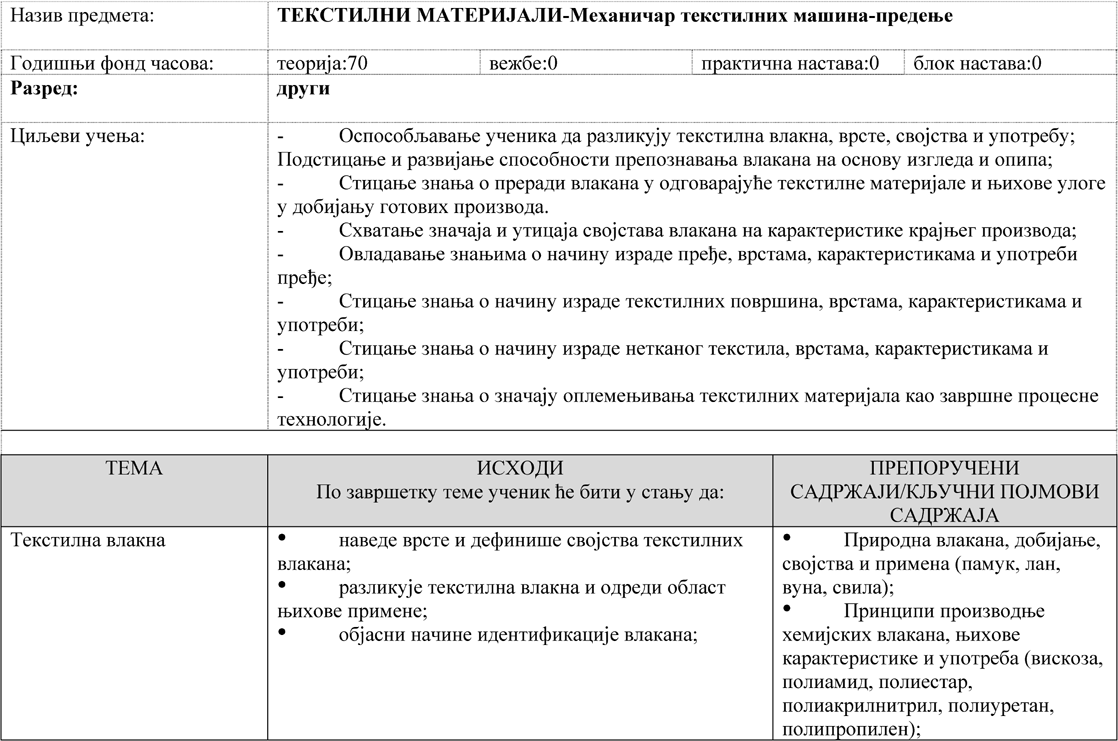 Назив предмета: ТЕКСТИЛНИ МАТЕРИЈАЛИ-Механичар текстилних машина-предење
Годишњи фонд часова: теорија:70 вежбе:0 практична настава:0 блок настава:0
Разред: други
Циљеви учења:
- Оспособљавање ученика да разликују текстилна влакна, врсте, својства и употребу;
Подстицање и развијање способности препознавања влакана на основу изгледа и опипа;
- Стицање знања о преради влакана у одговарајуће текстилне материјале и њихове улоге
у добијању готових производа.
- Схватање значаја и утицаја својстава влакана на карактеристике крајњег производа;
- Овладавање знањима о начину израде пређе, врстама, карактеристикама и употреби
пређе;
- Стицање знања о начину израде текстилних површина, врстама, карактеристикама и
употреби;
- Стицање знања о начину израде нетканог текстила, врстама, карактеристикама и
употреби;
- Стицање знања о значају оплемењивања текстилних материјала као завршне процесне
технологије.
ТЕМА
ИСХОДИ
По завршетку теме ученик ће бити у стању да:
ПРЕПОРУЧЕНИ
САДРЖАЈИ/КЉУЧНИ ПОЈМОВИ
САДРЖАЈА
Текстилна влакна
• наведе врсте и дефинише својства текстилних
влакана;
• разликује текстилна влакна и одреди област
њихове примене;
• објасни начине идентификације влакана;
• Природна влакана, добијање,
својства и примена (памук, лан,
вуна, свила);
• Принципи производње
хемијских влакана, њихове
карактеристике и употреба (вискоза,
полиамид, полиестар,
полиакрилнитрил, полиуретан,
полипропилен);